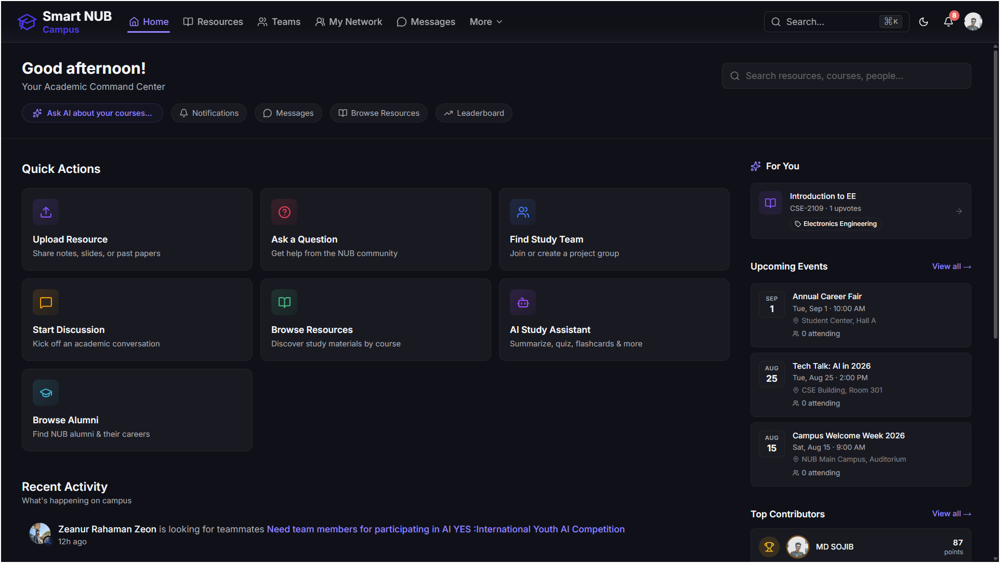 Smart NUB
Campus
Home
Resources
Teams
My Network
Messages
More
Search...
⌘K
8
Good afternoon!
Your Academic Command Center
Search resources, courses, people...
Ask AI about your courses...
Notifications
Messages
Browse Resources
Leaderboard
Quick Actions
Upload Resource
Share notes, slides, or past papers
Ask a Question
Get help from the NUB community
Find Study Team
Join or create a project group
Start Discussion
Kick off an academic conversation
Browse Resources
Discover study materials by course
AI Study Assistant
Summarize, quiz, flashcards & more
Browse Alumni
Find NUB alumni & their careers
Recent Activity
What's happening on campus
Zeanur Rahaman Zeon is looking for teammates Need team members for participating in AI YES :International Youth AI Competition
12h ago
For You
Introduction to EE
CSE-2109 · 1 upvotes
Electronics Engineering
Upcoming Events
View all →
SEP
1
Annual Career Fair
Tue, Sep 1 · 10:00 AM
Student Center, Hall A
0 attending
AUG
25
Tech Talk: AI in 2026
Tue, Aug 25 · 2:00 PM
CSE Building, Room 301
0 attending
AUG
15
Campus Welcome Week 2026
Sat, Aug 15 · 9:00 AM
NUB Main Campus, Auditorium
0 attending
Top Contributors
View all →
MD SOJIB
87
points